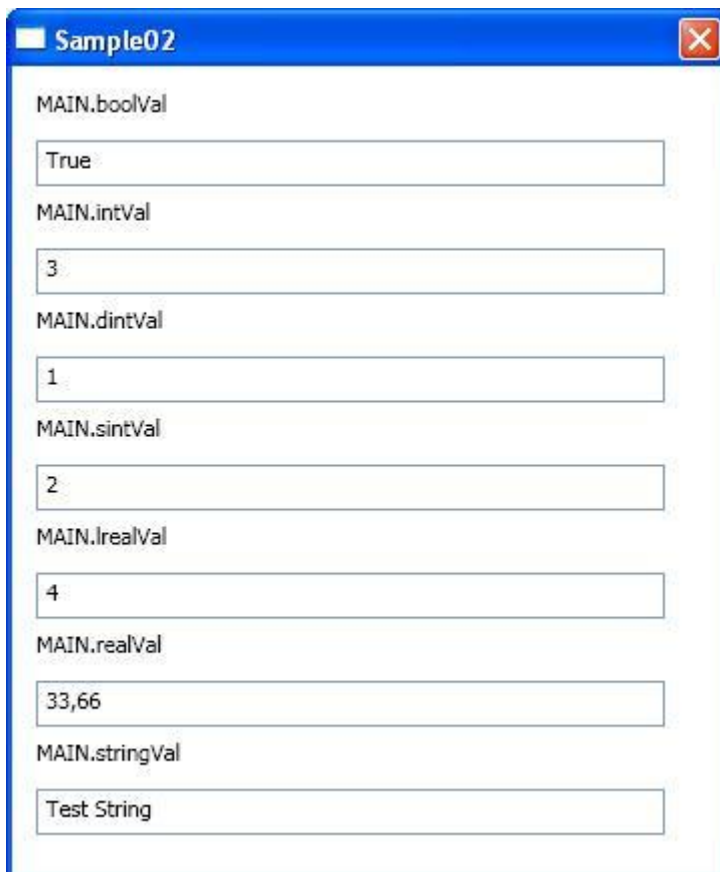 Sample02
MAIN.boolVal
True
MAIN.intVal
3
MAIN.dintVal
1
MAIN.sintVal
2
MAIN.lrealVal
4
MAIN.realVal
33,66
MAIN.stringVal
Test String